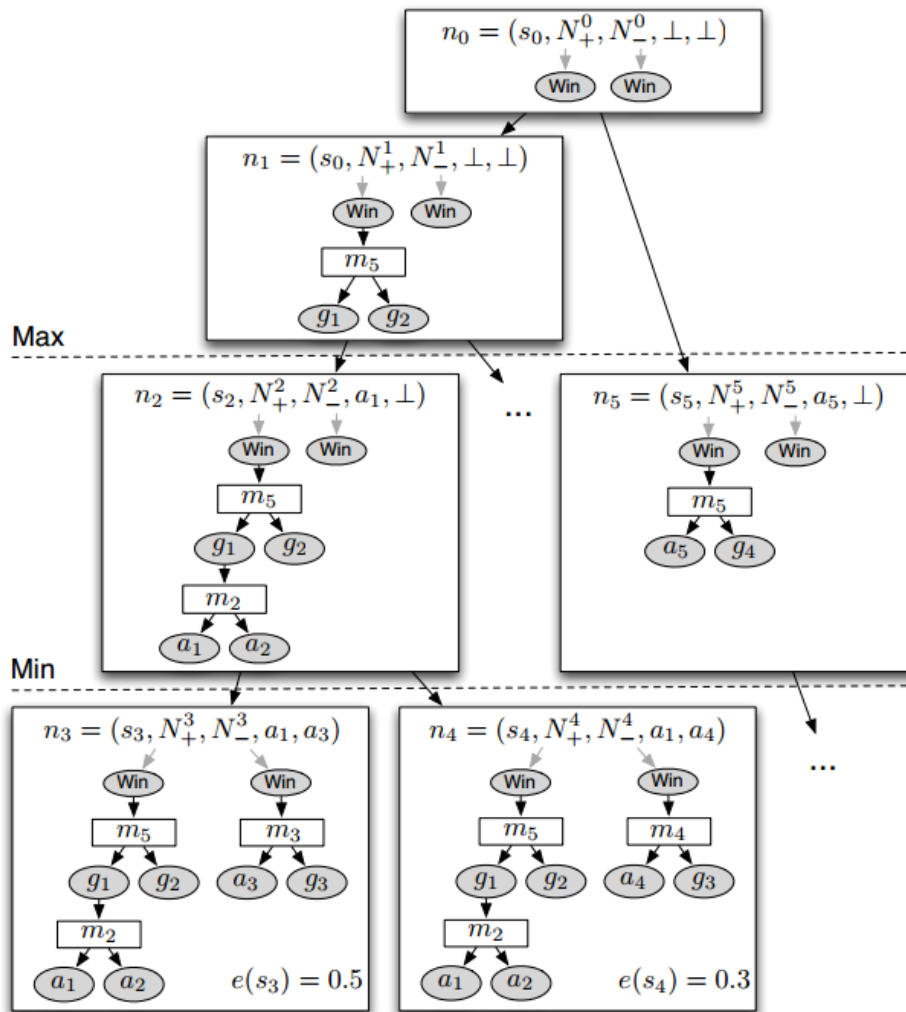 n₀ = (s₀, N₊⁰, N₋⁰, ⊥, ⊥)
Win Win
n₁ = (s₀, N₊¹, N₋¹, ⊥, ⊥)
Win Win
m₅
g₁ g₂
Max
n₂ = (s₂, N₊², N₋², a₁, ⊥)
Win Win
m₅
g₁ g₂
m₂
a₁ a₂
...
n₅ = (s₅, N₊⁵, N₋⁵, a₅, ⊥)
Win Win
m₅
a₅ g₄
Min
n₃ = (s₃, N₊³, N₋³, a₁, a₃)
Win Win
m₅ m₃
g₁ g₂ a₃ g₃
m₂
a₁ a₂ e(s₃) = 0.5
n₄ = (s₄, N₊⁴, N₋⁴, a₁, a₄)
Win Win
m₅ m₄
g₁ g₂ a₄ g₃
m₂
a₁ a₂ e(s₄) = 0.3
...